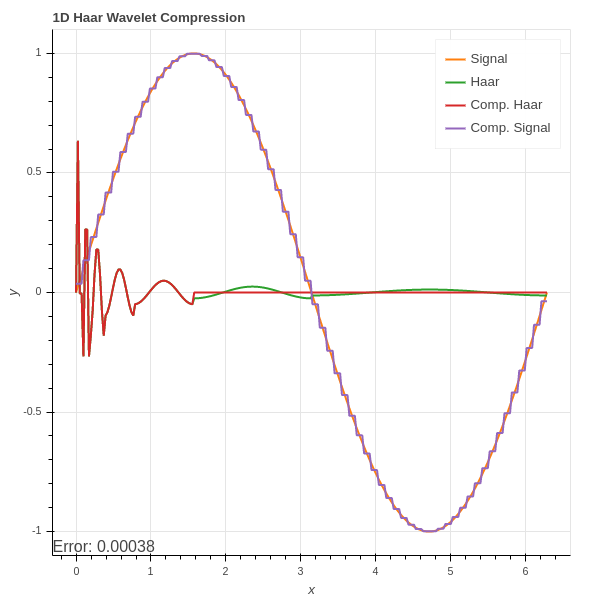 1D Haar Wavelet Compression
Signal
Haar
Comp. Haar
Comp. Signal
1
0.5
0
-0.5
-1
y
Error: 0.00038
0 1 2 3 4 5 6
x